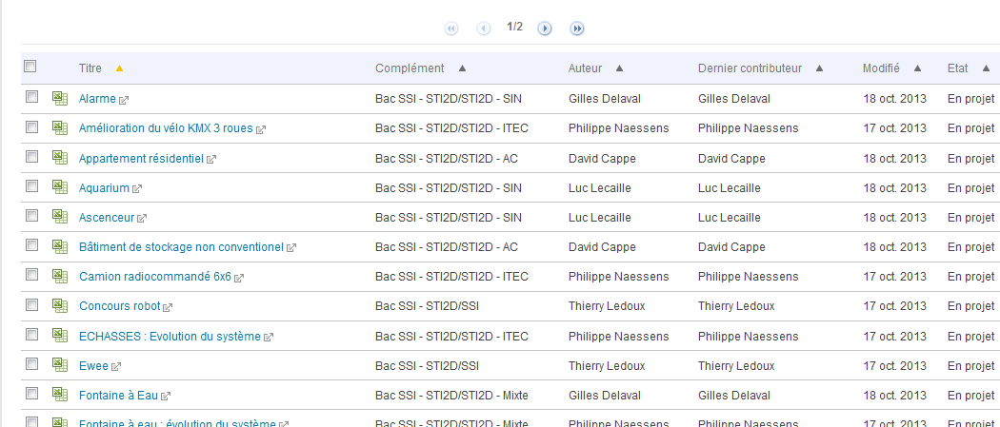 1/2
Titre Complément Auteur Dernier contributeur Modifié Etat
Alarme Bac SSI - STI2D/STI2D - SIN Gilles Delaval Gilles Delaval 18 oct. 2013 En projet
Amélioration du vélo KMX 3 roues Bac SSI - STI2D/STI2D - ITEC Philippe Naessens Philippe Naessens 17 oct. 2013 En projet
Appartement résidentiel Bac SSI - STI2D/STI2D - AC David Cappe David Cappe 18 oct. 2013 En projet
Aquarium Bac SSI - STI2D/STI2D - SIN Luc Lecaille Luc Lecaille 18 oct. 2013 En projet
Ascenceur Bac SSI - STI2D/STI2D - SIN Luc Lecaille Luc Lecaille 18 oct. 2013 En projet
Bâtiment de stockage non conventionel Bac SSI - STI2D/STI2D - AC David Cappe David Cappe 18 oct. 2013 En projet
Camion radiocommandé 6x6 Bac SSI - STI2D/STI2D - ITEC Philippe Naessens Philippe Naessens 17 oct. 2013 En projet
Concours robot Bac SSI - STI2D/SSI Thierry Ledoux Thierry Ledoux 17 oct. 2013 En projet
ECHASSES : Evolution du système Bac SSI - STI2D/STI2D - ITEC Philippe Naessens Philippe Naessens 17 oct. 2013 En projet
Ewee Bac SSI - STI2D/SSI Thierry Ledoux Thierry Ledoux 17 oct. 2013 En projet
Fontaine à Eau Bac SSI - STI2D/STI2D - Mixte Gilles Delaval Gilles Delaval 18 oct. 2013 En projet
Fontaine à eau : évolution du système Bac SSI - STI2D/STI2D - Mixte Philippe Naessens Philippe Naessens 17 oct. 2013 En projet